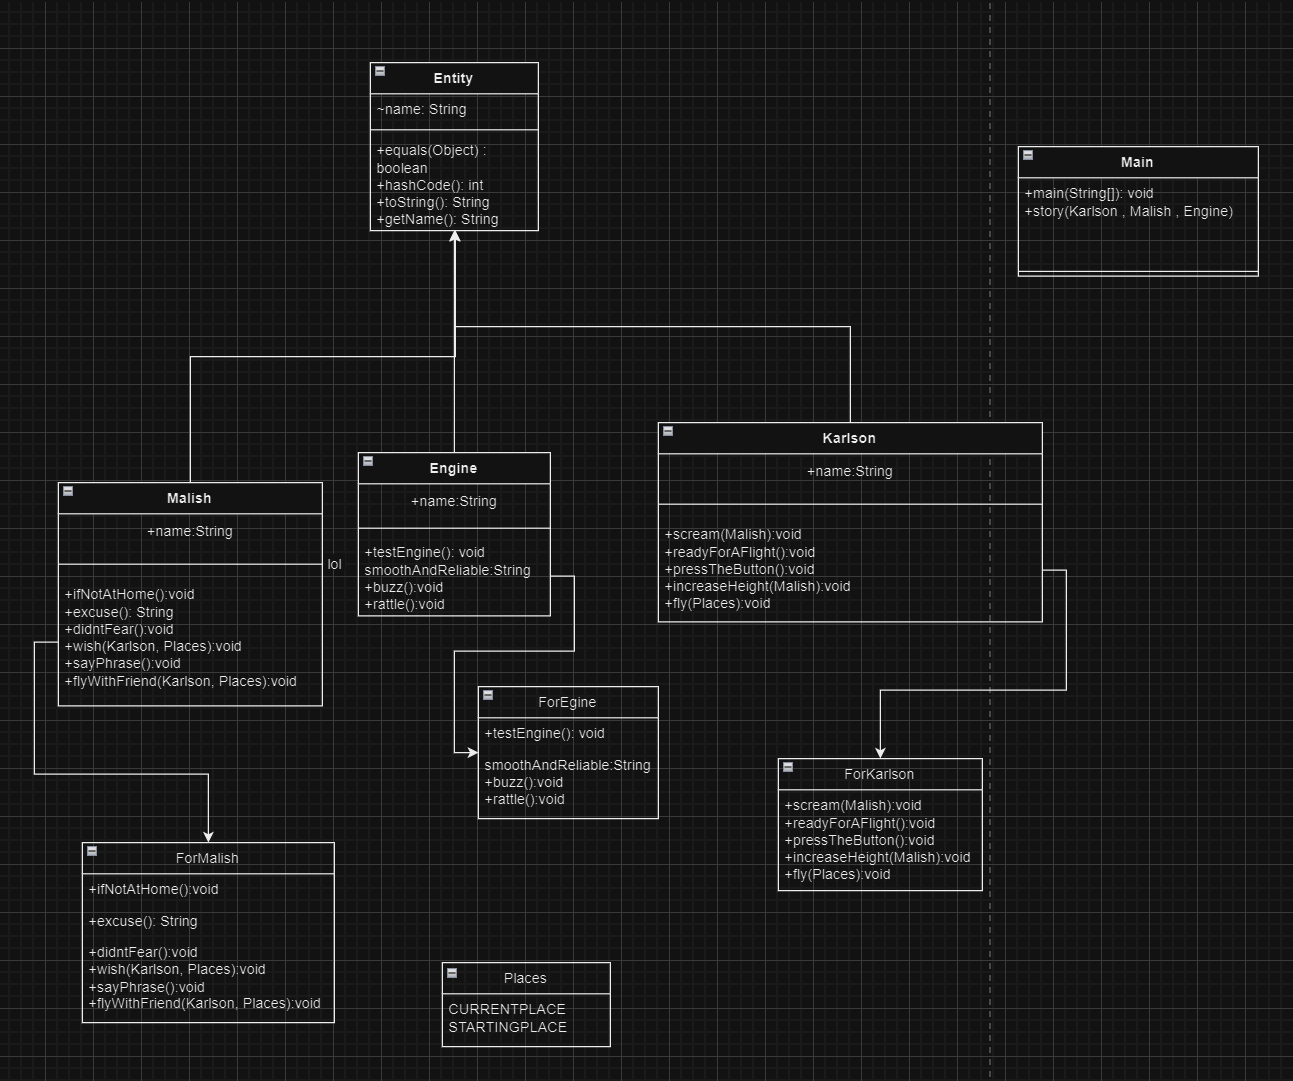 Entity
~name: String
+equals(Object) :
boolean
+hashCode(): int
+toString(): String
+getName(): String
Main
+main(String[]): void
+story(Karlson , Malish , Engine)
Malish
+name:String
+ifNotAtHome():void
+excuse(): String
+didntFear():void
+wish(Karlson, Places):void
+sayPhrase():void
+flyWithFriend(Karlson, Places):void
lol
Engine
+name:String
+testEngine(): void
smoothAndReliable:String
+buzz():void
+rattle():void
Karlson
+name:String
+scream(Malish):void
+readyForAFlight():void
+pressTheButton():void
+increaseHeight(Malish):void
+fly(Places):void
ForEgine
+testEngine(): void
smoothAndReliable:String
+buzz():void
+rattle():void
ForKarlson
+scream(Malish):void
+readyForAFlight():void
+pressTheButton():void
+increaseHeight(Malish):void
+fly(Places):void
ForMalish
+ifNotAtHome():void
+excuse(): String
+didntFear():void
+wish(Karlson, Places):void
+sayPhrase():void
+flyWithFriend(Karlson, Places):void
Places
CURRENTPLACE
STARTINGPLACE